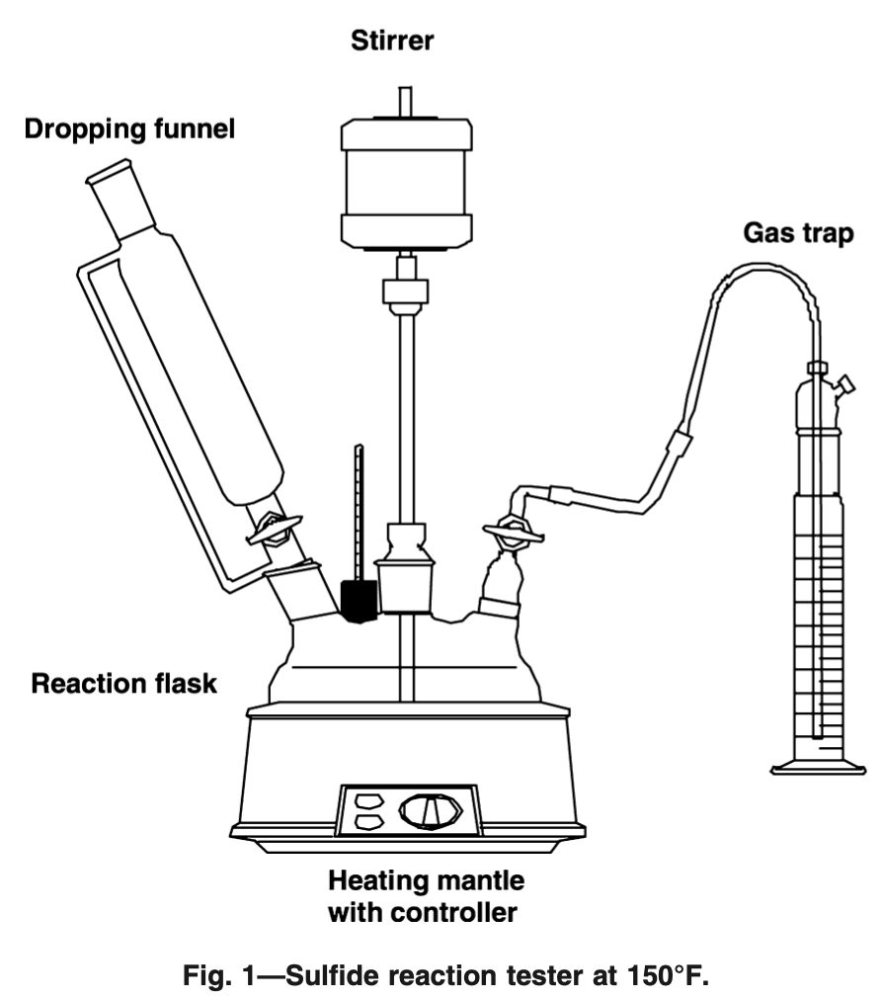 Stirrer
Dropping funnel
Gas trap
Reaction flask
Heating mantle
with controller
Fig. 1—Sulfide reaction tester at 150°F.